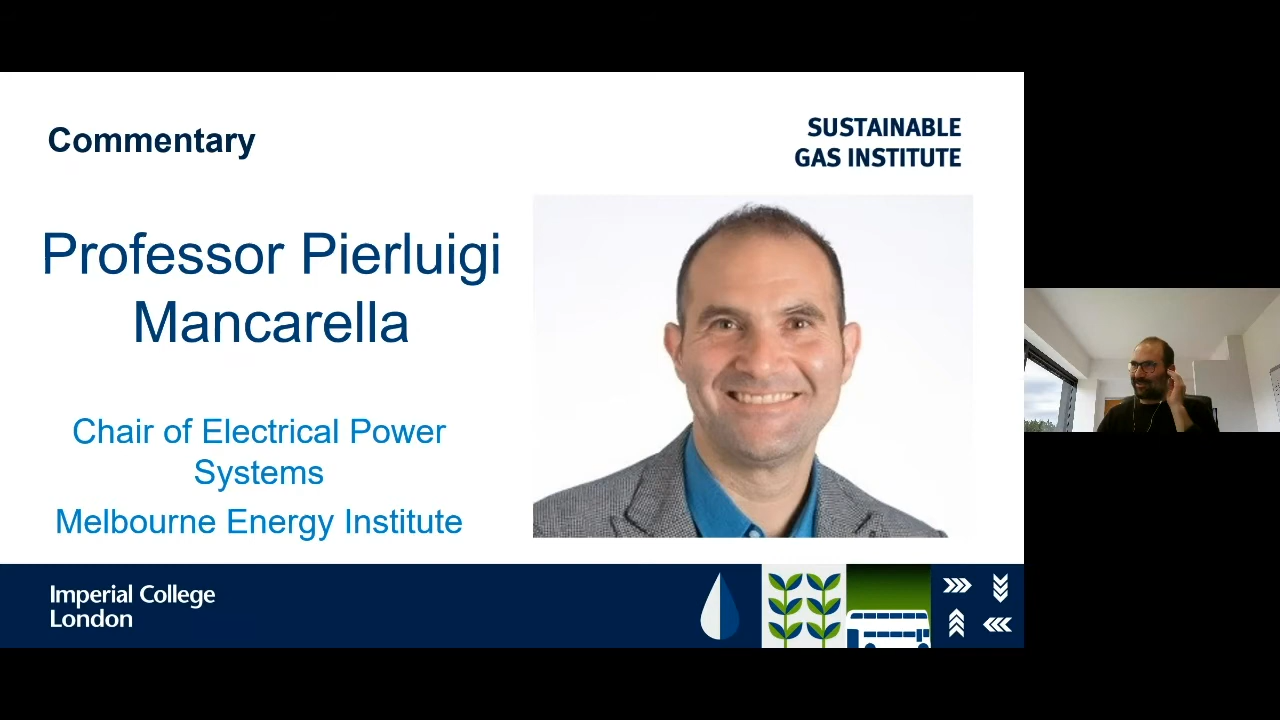 Commentary
SUSTAINABLE
GAS INSTITUTE
Professor Pierluigi
Mancarella
Chair of Electrical Power
Systems
Melbourne Energy Institute
Imperial College
London